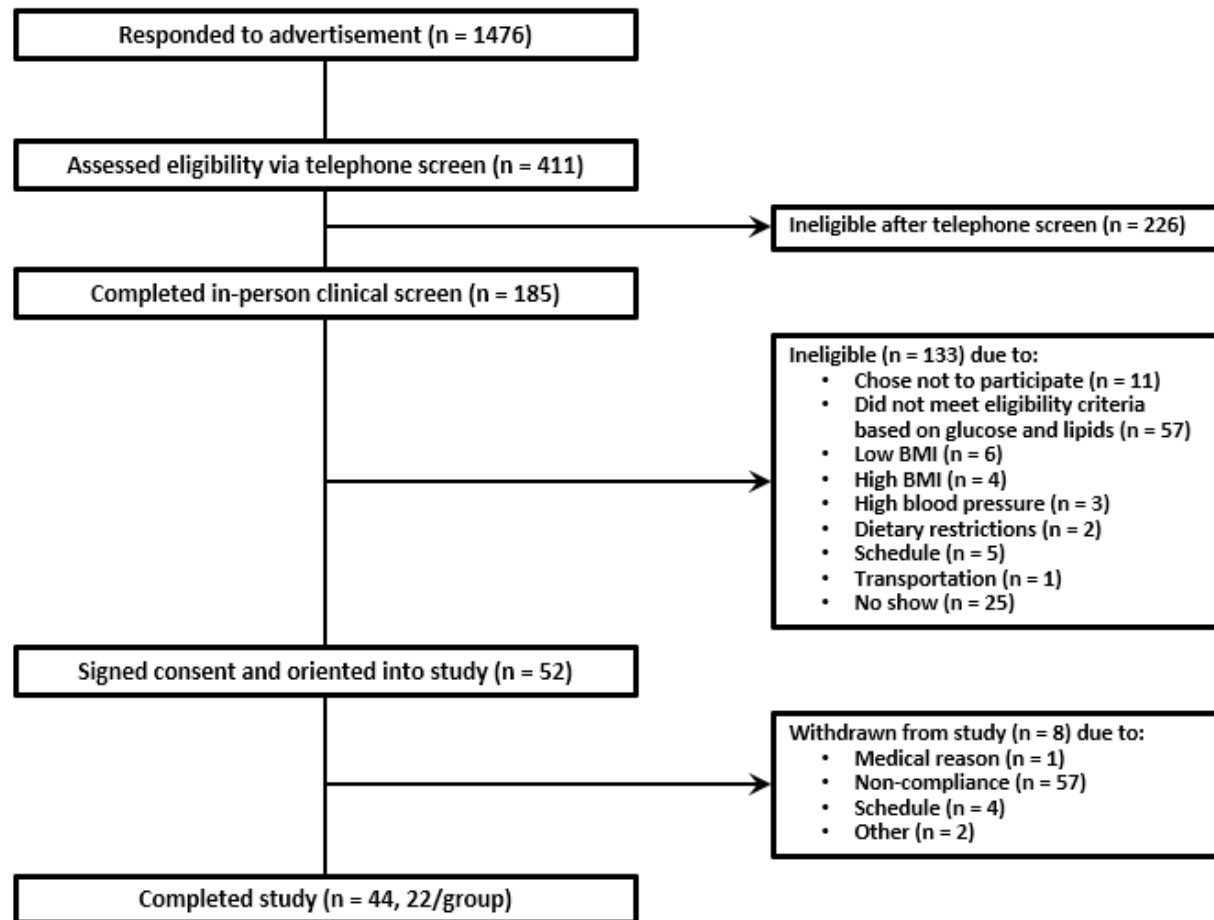 Responded to advertisement (n = 1476)
Assessed eligibility via telephone screen (n = 411)
Ineligible after telephone screen (n = 226)
Completed in-person clinical screen (n = 185)
Ineligible (n = 133) due to:
• Chose not to participate (n = 11)
• Did not meet eligibility criteria
based on glucose and lipids (n = 57)
• Low BMI (n = 6)
• High BMI (n = 4)
• High blood pressure (n = 3)
• Dietary restrictions (n = 2)
• Schedule (n = 5)
• Transportation (n = 1)
• No show (n = 25)
Signed consent and oriented into study (n = 52)
Withdrawn from study (n = 8) due to:
• Medical reason (n = 1)
• Non-compliance (n = 57)
• Schedule (n = 4)
• Other (n = 2)
Completed study (n = 44, 22/group)